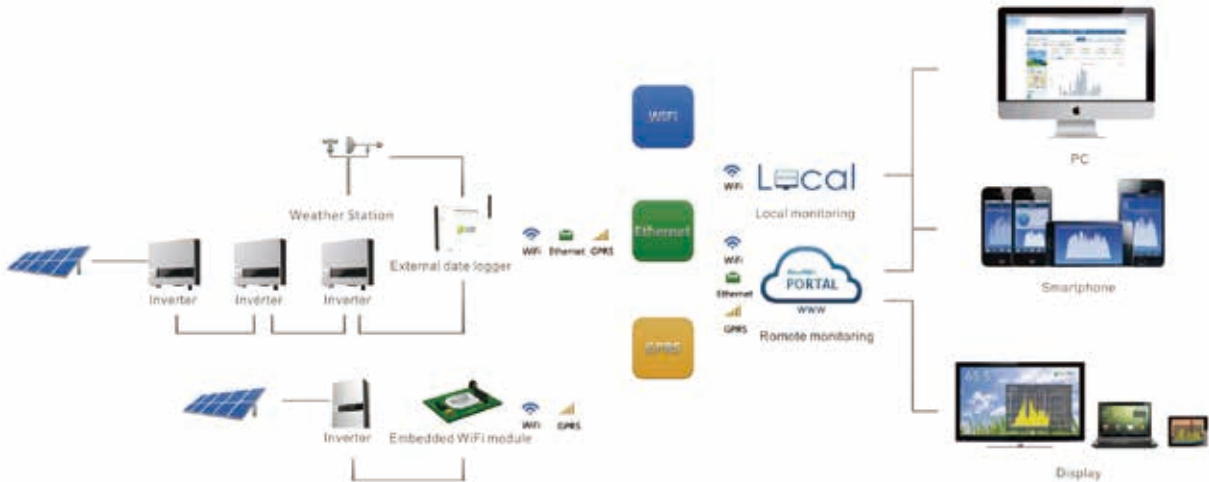 WiFi
PC
WiFi
Local
Local monitoring
Weather Station
Ethernet
WiFi Ethernet GPRS
External date logger
Inverter
Inverter
Inverter
WiFi
Ethernet
GPRS
PORTAL
WWW
Romote monitoring
Smartphone
GPRS
Inverter
Embedded WiFi module
WiFi GPRS
Display